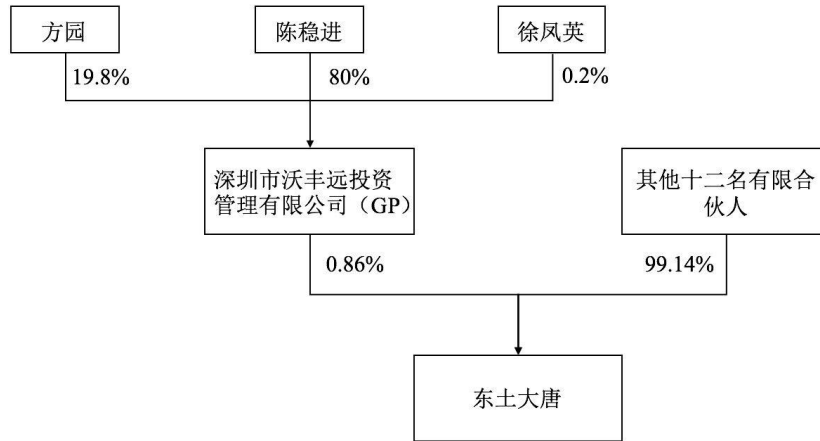 方园
陈稳进
徐凤英
19.8%
80%
0.2%
深圳市沃丰远投资
管理有限公司（GP）
其他十二名有限合
伙人
0.86%
99.14%
东土大唐